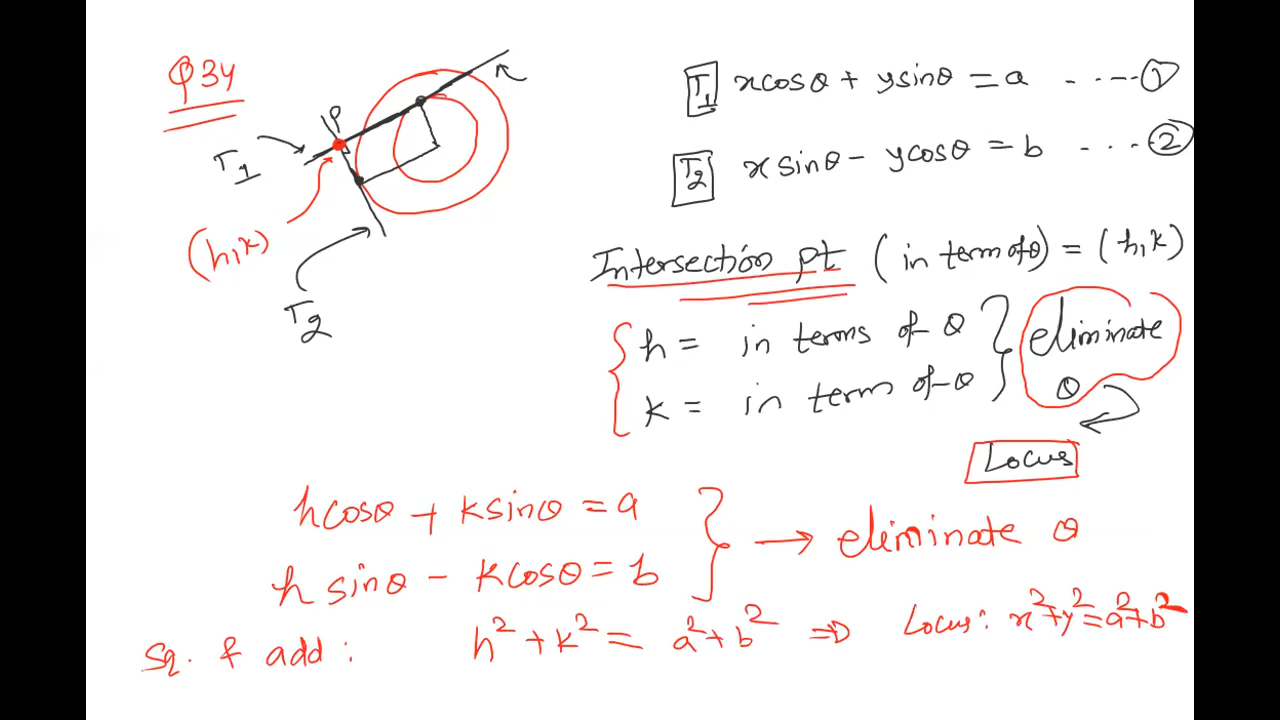 Q34
P
T1
(h,k)
T2
T1 xcosθ + ysinθ = a ----- ①
T2 xsinθ - ycosθ = b --- ②
Intersection pt (in term of θ) = (h,k)
h = in terms of θ
k = in term of θ
eliminate
θ
Locus
hcosθ + ksinθ = a
h sinθ - kcosθ = b
→ eliminate θ
Sq. & add : h² + k² = a² + b² ⇒ Locus: x²+y²=a²+b²